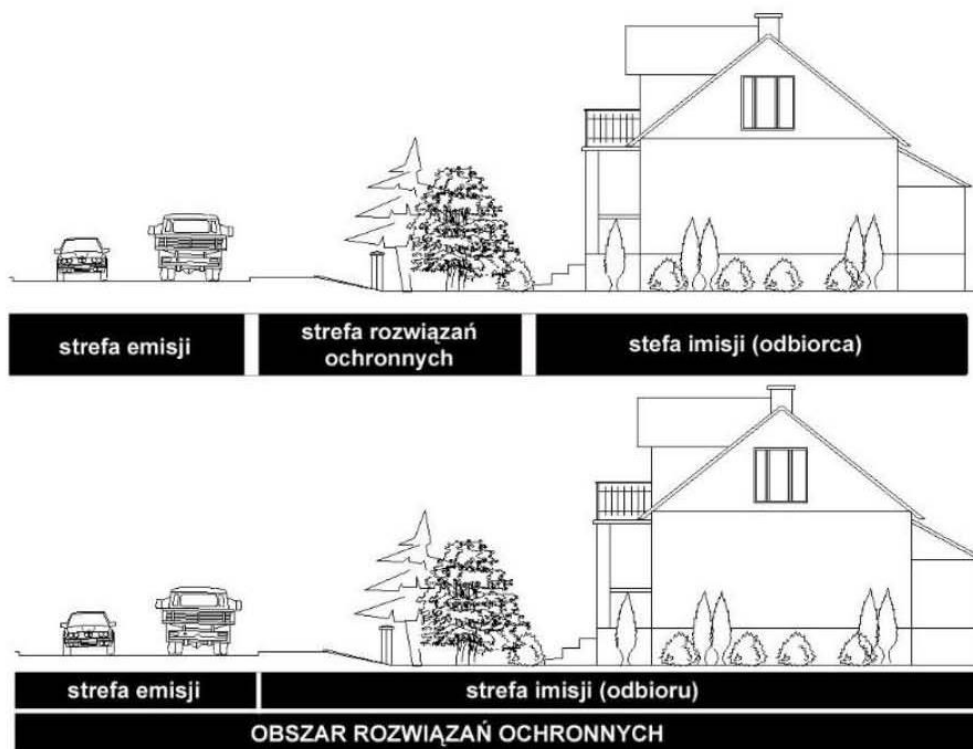 strefa emisji
strefa rozwiązań
ochronnych
stefa imisji (odbiorca)
strefa emisji
strefa imisji (odbioru)
OBSZAR ROZWIĄZAŃ OCHRONNYCH